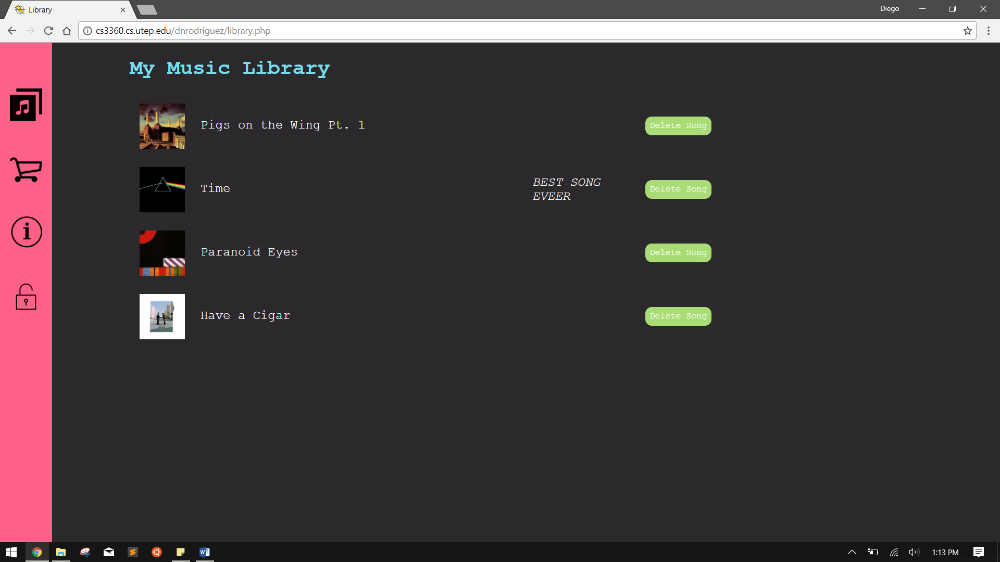 Library
Diego
cs3360.cs.utep.edu/dnrodriguez/library.php
My Music Library
Pigs on the Wing Pt. 1
Delete Song
Time
BEST SONG
EVEER
Delete Song
Paranoid Eyes
Delete Song
Have a Cigar
Delete Song
1:13 PM